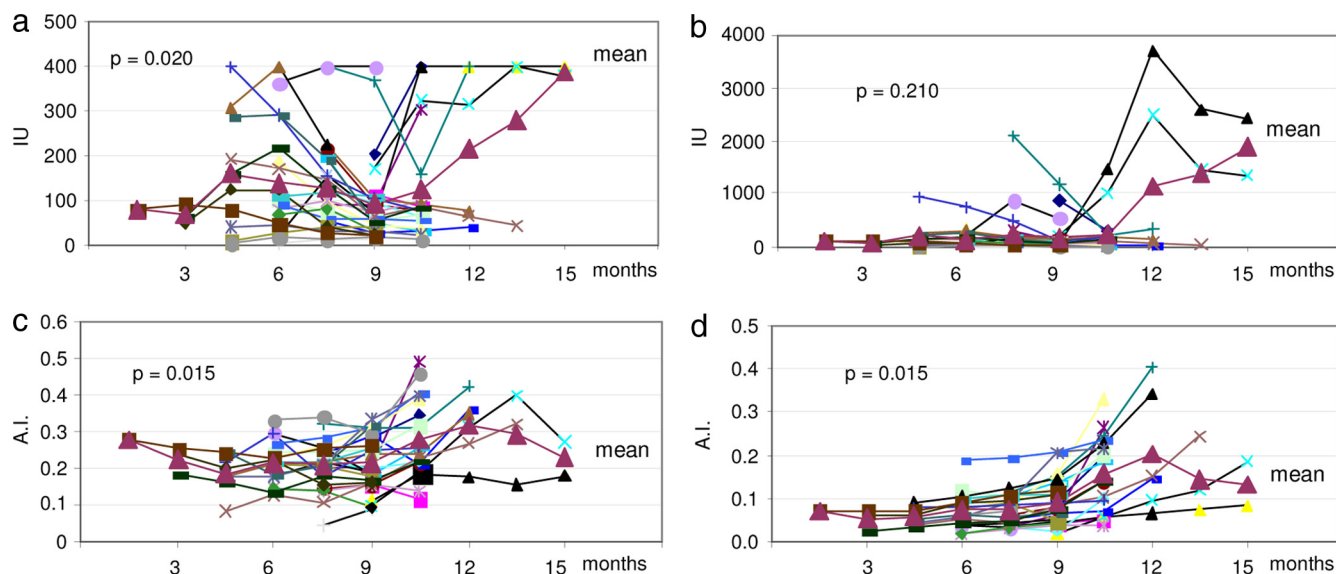 a
500
400
300
200
100
0
IU
p = 0.020
mean
3 6 9 12 15 months
b
4000
3000
2000
1000
0
IU
p = 0.210
mean
3 6 9 12 15 months
c
0.6
0.5
0.4
0.3
0.2
0.1
0
A.I.
p = 0.015
mean
3 6 9 12 15 months
d
0.5
0.4
0.3
0.2
0.1
0.0
A.I.
p = 0.015
mean
3 6 9 12 15 months